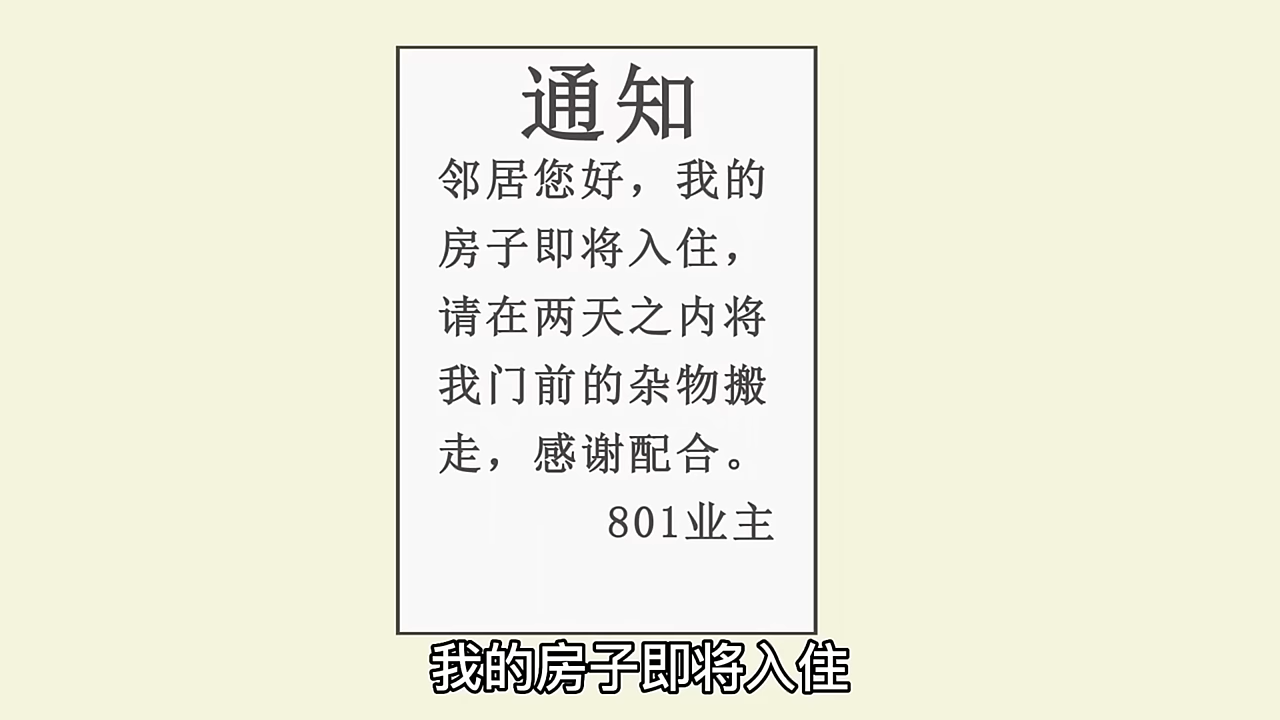 通知
邻居您好，我的
房子即将入住，
请在两天之内将
我门前的杂物搬
走，感谢配合。
801业主
我的房子即将入住